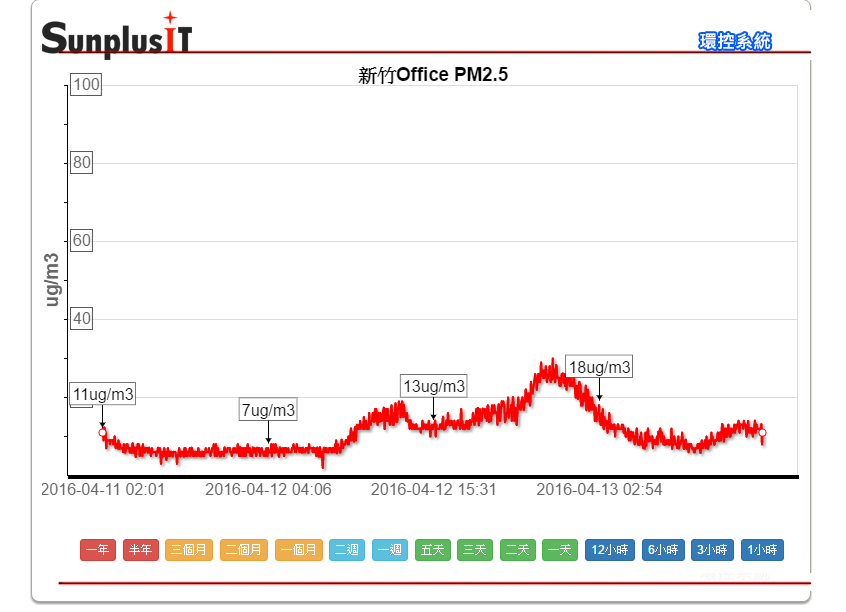 SunplusIT
環控系統
新竹Office PM2.5
100
80
60
40
ug/m3
11ug/m3
7ug/m3
13ug/m3
18ug/m3
2016-04-11 02:01 2016-04-12 04:06 2016-04-12 15:31 2016-04-13 02:54
一年 半年 三個月 二個月 一個月 二週 一週 五天 三天 二天 一天 12小時 6小時 3小時 1小時